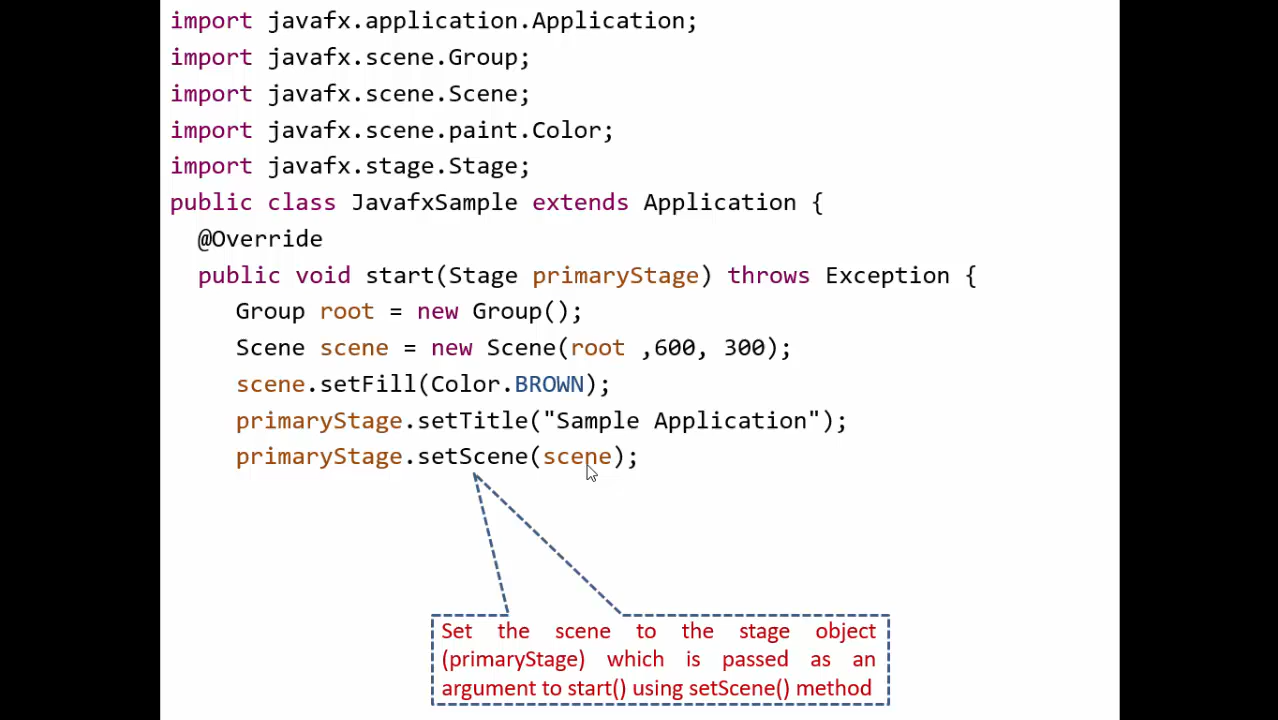 import javafx.application.Application;
import javafx.scene.Group;
import javafx.scene.Scene;
import javafx.scene.paint.Color;
import javafx.stage.Stage;
public class JavafxSample extends Application {
@Override
public void start(Stage primaryStage) throws Exception {
Group root = new Group();
Scene scene = new Scene(root ,600, 300);
scene.setFill(Color.BROWN);
primaryStage.setTitle("Sample Application");
primaryStage.setScene(scene);
Set the scene to the stage object
(primaryStage) which is passed as an
argument to start() using setScene() method